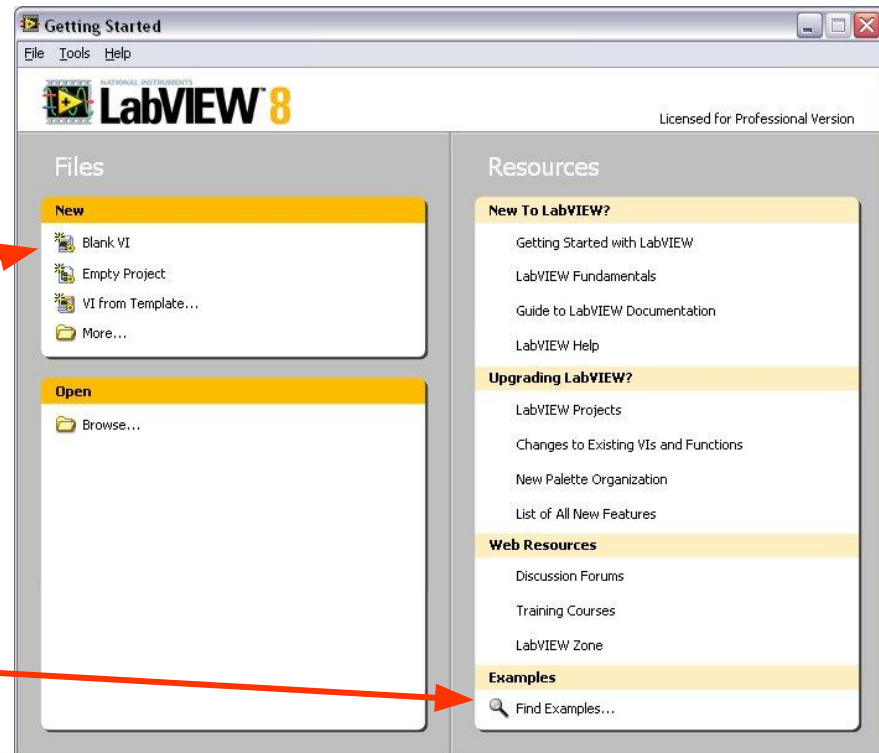 Getting Started
File Tools Help
NATIONAL INSTRUMENTS
LabVIEW 8
Licensed for Professional Version
Files
New
Blank VI
Empty Project
VI from Template...
More...
Open
Browse...
Resources
New To LabVIEW?
Getting Started with LabVIEW
LabVIEW Fundamentals
Guide to LabVIEW Documentation
LabVIEW Help
Upgrading LabVIEW?
LabVIEW Projects
Changes to Existing VIs and Functions
New Palette Organization
List of All New Features
Web Resources
Discussion Forums
Training Courses
LabVIEW Zone
Examples
Find Examples...